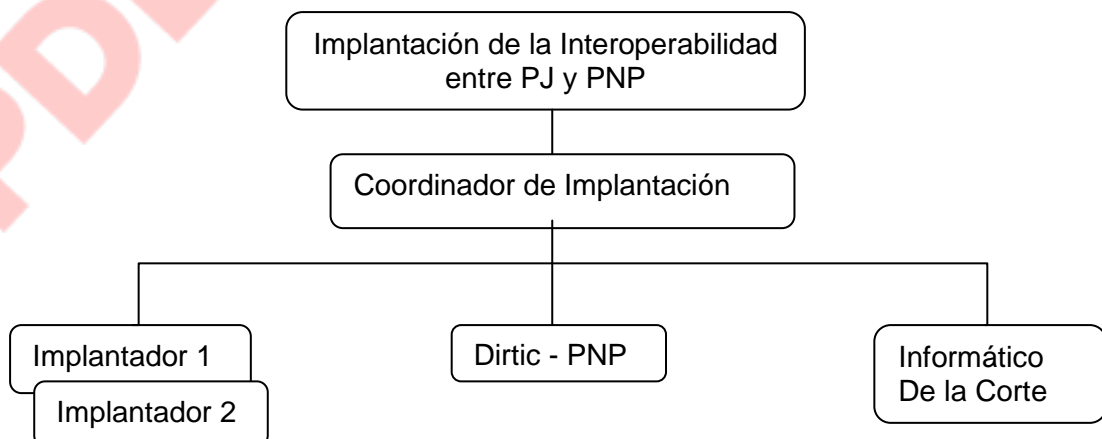 PD
Implantación de la Interoperabilidad
entre PJ y PNP
Coordinador de Implantación
Implantador 1
Implantador 2
Dirtic - PNP
Informático
De la Corte